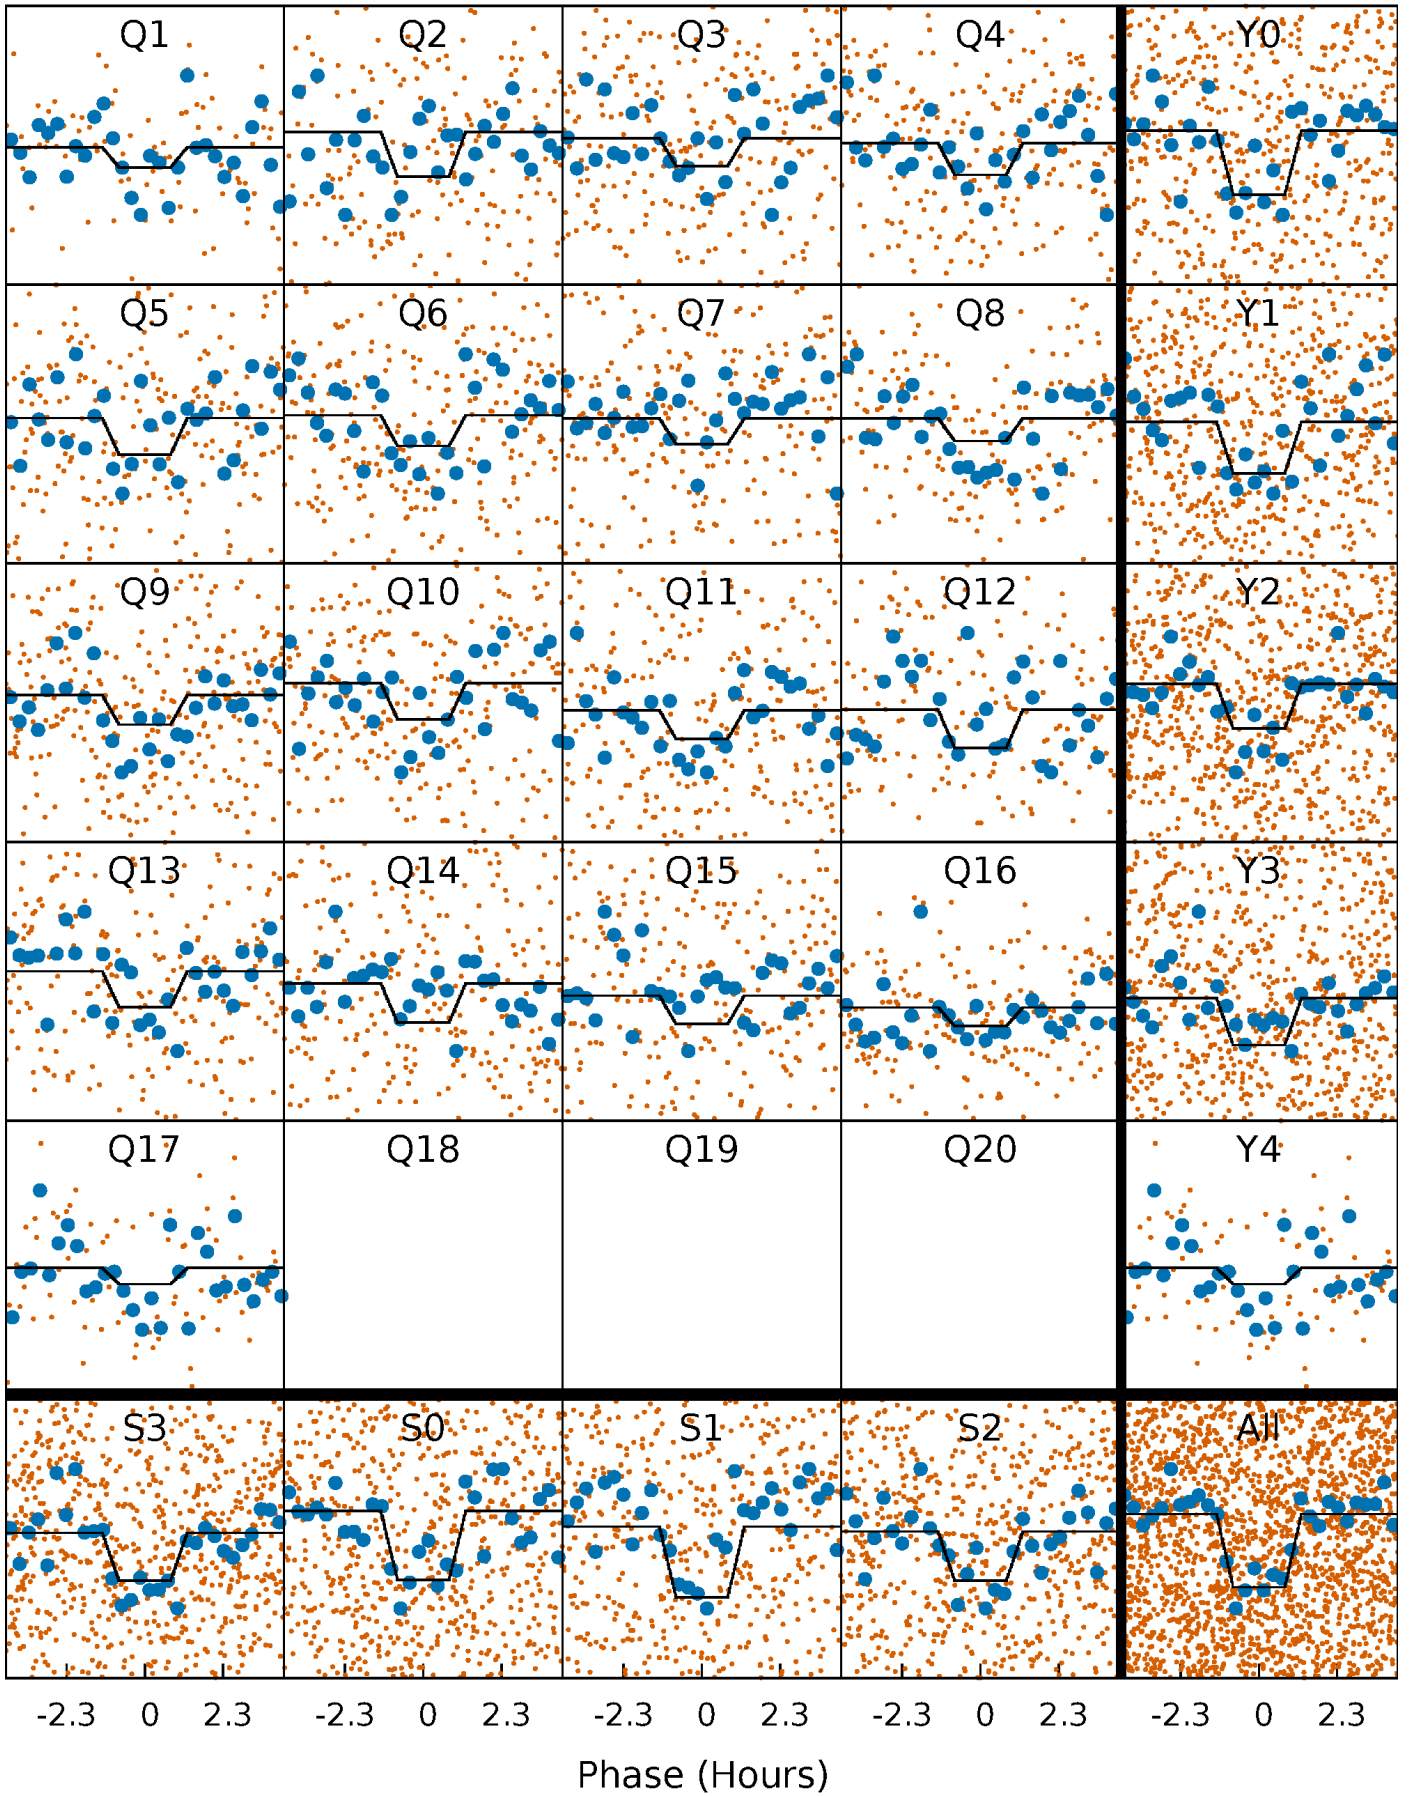 Q1 Q2 Q3 Q4 Y0
Q5 Q6 Q7 Q8 Y1
Q9 Q10 Q11 Q12 Y2
Q13 Q14 Q15 Q16 Y3
Q17 Q18 Q19 Q20 Y4
S3 S0 S1 S2 All
-2.3 0 2.3 -2.3 0 2.3 -2.3 0 2.3 -2.3 0 2.3 -2.3 0 2.3
Phase (Hours)